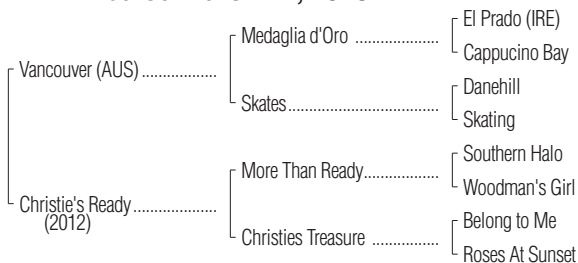 El Prado (IRE)
Medaglia d'Oro ....................
Cappucino Bay
Vancouver (AUS) .................
Danehill
Skates....................................
Skating
Southern Halo
More Than Ready..................
Woodman's Girl
Christie's Ready ...................
(2012)
Belong to Me
Christies Treasure ................
Roses At Sunset